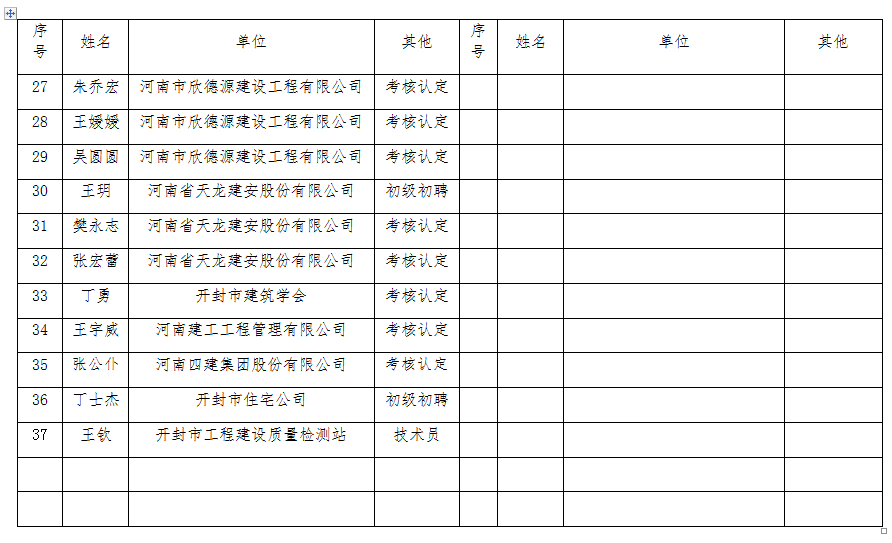 序号 姓名 单位 其他 序号 姓名 单位 其他
27 朱乔宏 河南市欣德源建设工程有限公司 考核认定
28 王嫒嫒 河南市欣德源建设工程有限公司 考核认定
29 吴圆圆 河南市欣德源建设工程有限公司 考核认定
30 王玥 河南省天龙建安股份有限公司 初级初聘
31 樊永志 河南省天龙建安股份有限公司 考核认定
32 张宏蕾 河南省天龙建安股份有限公司 考核认定
33 丁勇 开封市建筑学会 考核认定
34 王宇威 河南建工工程管理有限公司 考核认定
35 张公仆 河南四建集团股份有限公司 考核认定
36 丁士杰 开封市住宅公司 初级初聘
37 王钦 开封市工程建设质量检测站 技术员